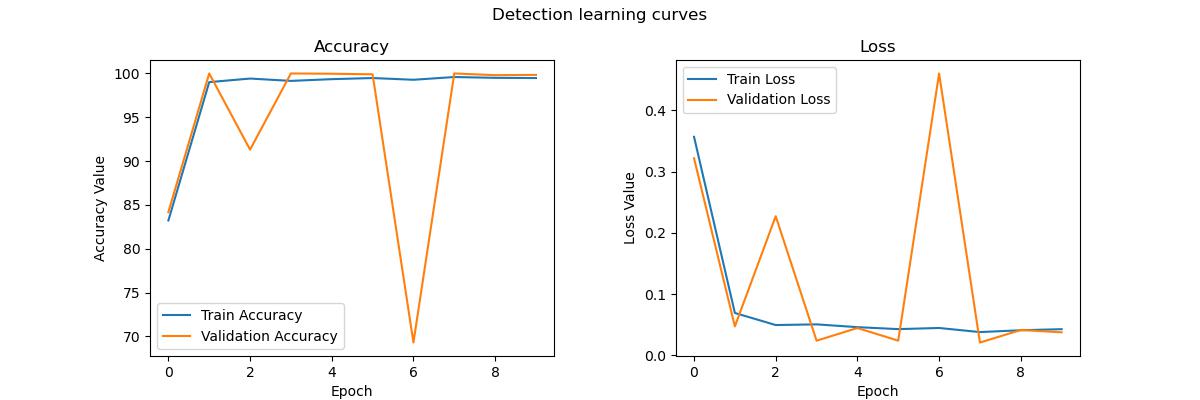 Detection learning curves
Accuracy
100
95
90
85
80
75
70
Accuracy Value
Train Accuracy
Validation Accuracy
0 2 4 6 8
Epoch
Loss
Train Loss
Validation Loss
0.4
0.3
0.2
0.1
0.0
Loss Value
0 2 4 6 8
Epoch